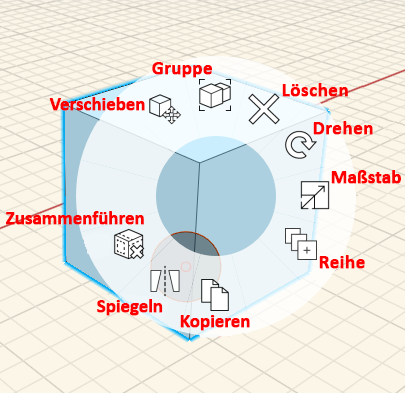 Gruppe
Löschen
Verschieben
Drehen
Maßstab
Zusammenführen
Reihe
Spiegeln
Kopieren